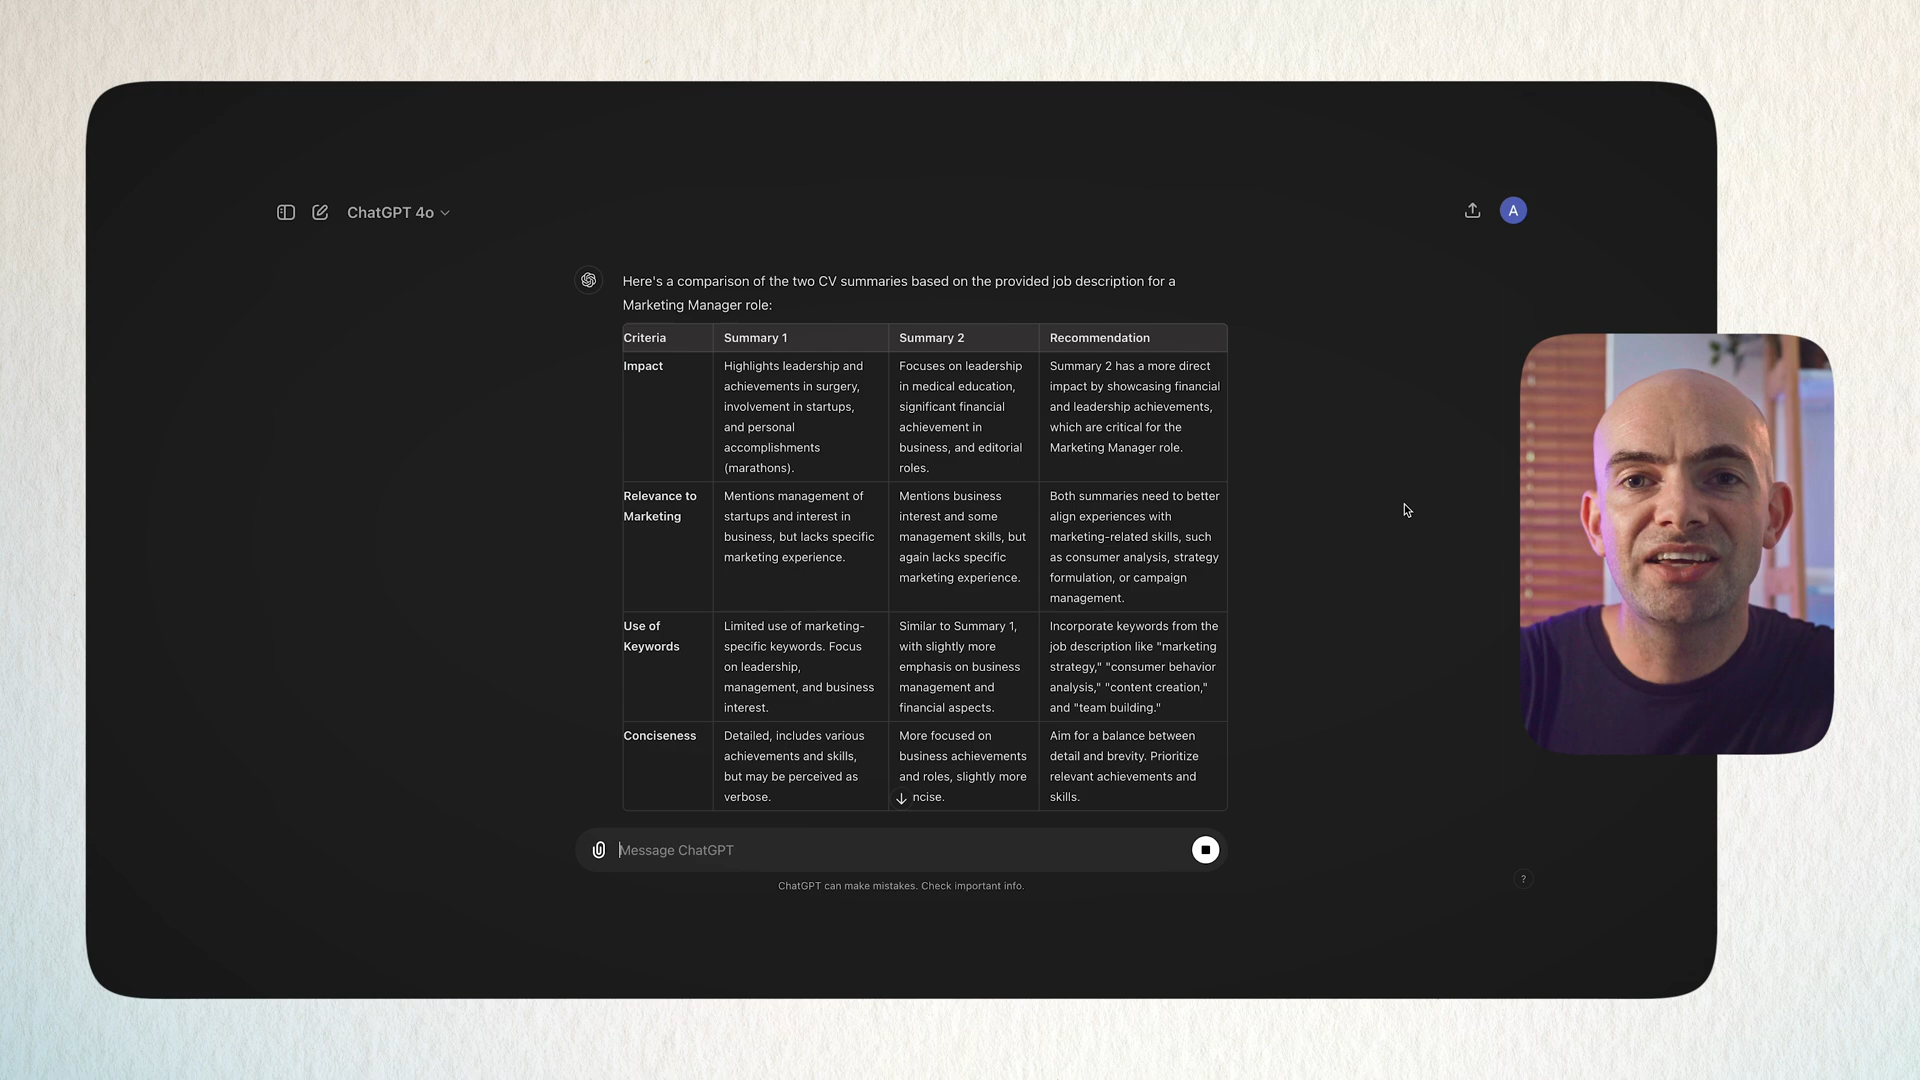 ChatGPT 4o
A
Here's a comparison of the two CV summaries based on the provided job description for a
Marketing Manager role:
Criteria
Summary 1
Summary 2
Recommendation
Impact
Highlights leadership and
achievements in surgery,
involvement in startups,
and personal
accomplishments
(marathons).
Focuses on leadership
in medical education,
significant financial
achievement in
business, and editorial
roles.
Summary 2 has a more direct
impact by showcasing financial
and leadership achievements,
which are critical for the
Marketing Manager role.
Relevance to
Marketing
Mentions management of
startups and interest in
business, but lacks specific
marketing experience.
Mentions business
interest and some
management skills, but
again lacks specific
marketing experience.
Both summaries need to better
align experiences with
marketing-related skills, such
as consumer analysis, strategy
formulation, or campaign
management.
Use of
Keywords
Limited use of marketing-
specific keywords. Focus
on leadership,
management, and business
interest.
Similar to Summary 1,
with slightly more
emphasis on business
management and
financial aspects.
Incorporate keywords from the
job description like "marketing
strategy," "consumer behavior
analysis," "content creation,"
and "team building."
Conciseness
Detailed, includes various
achievements and skills,
but may be perceived as
verbose.
More focused on
business achievements
and roles, slightly more
ncise.
Aim for a balance between
detail and brevity. Prioritize
relevant achievements and
skills.
Message ChatGPT
ChatGPT can make mistakes. Check important info.
?